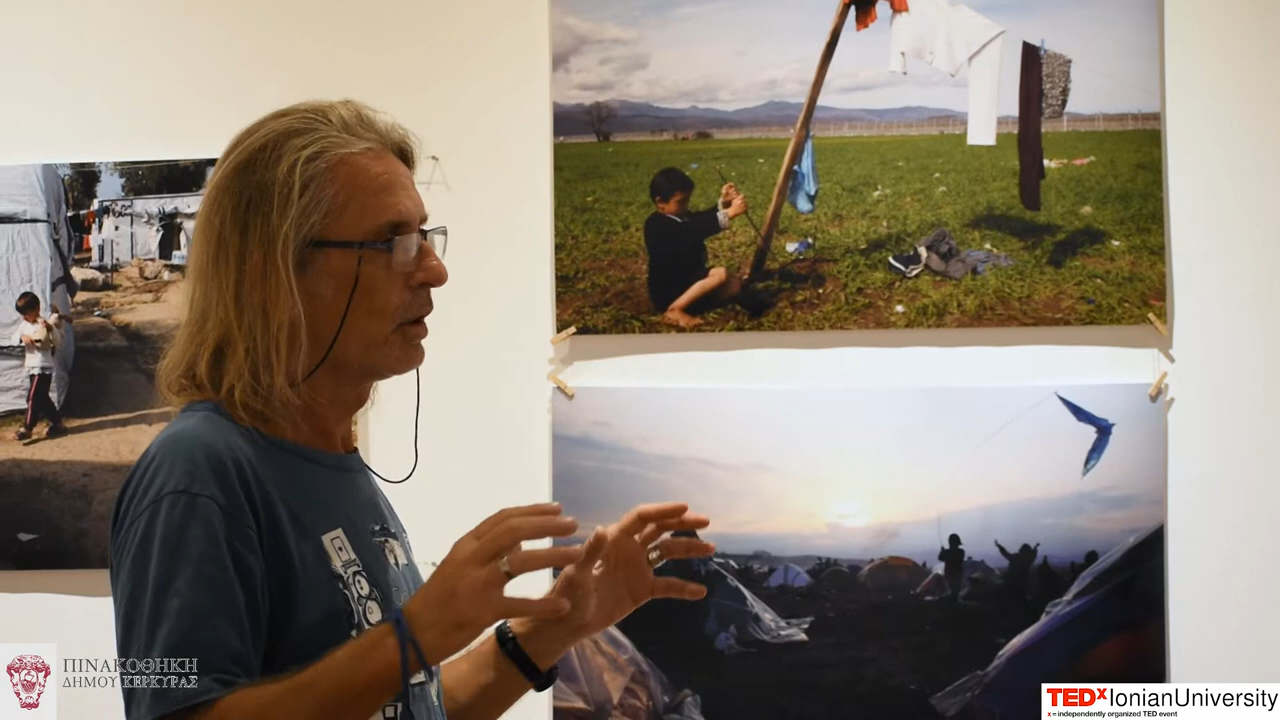 ΠΙΝΑΚΟΘΗΚΗ
ΔΗΜΟΥ ΚΕΡΚΥΡΑΣ
TEDxIonianUniversity
x = independently organized TED event